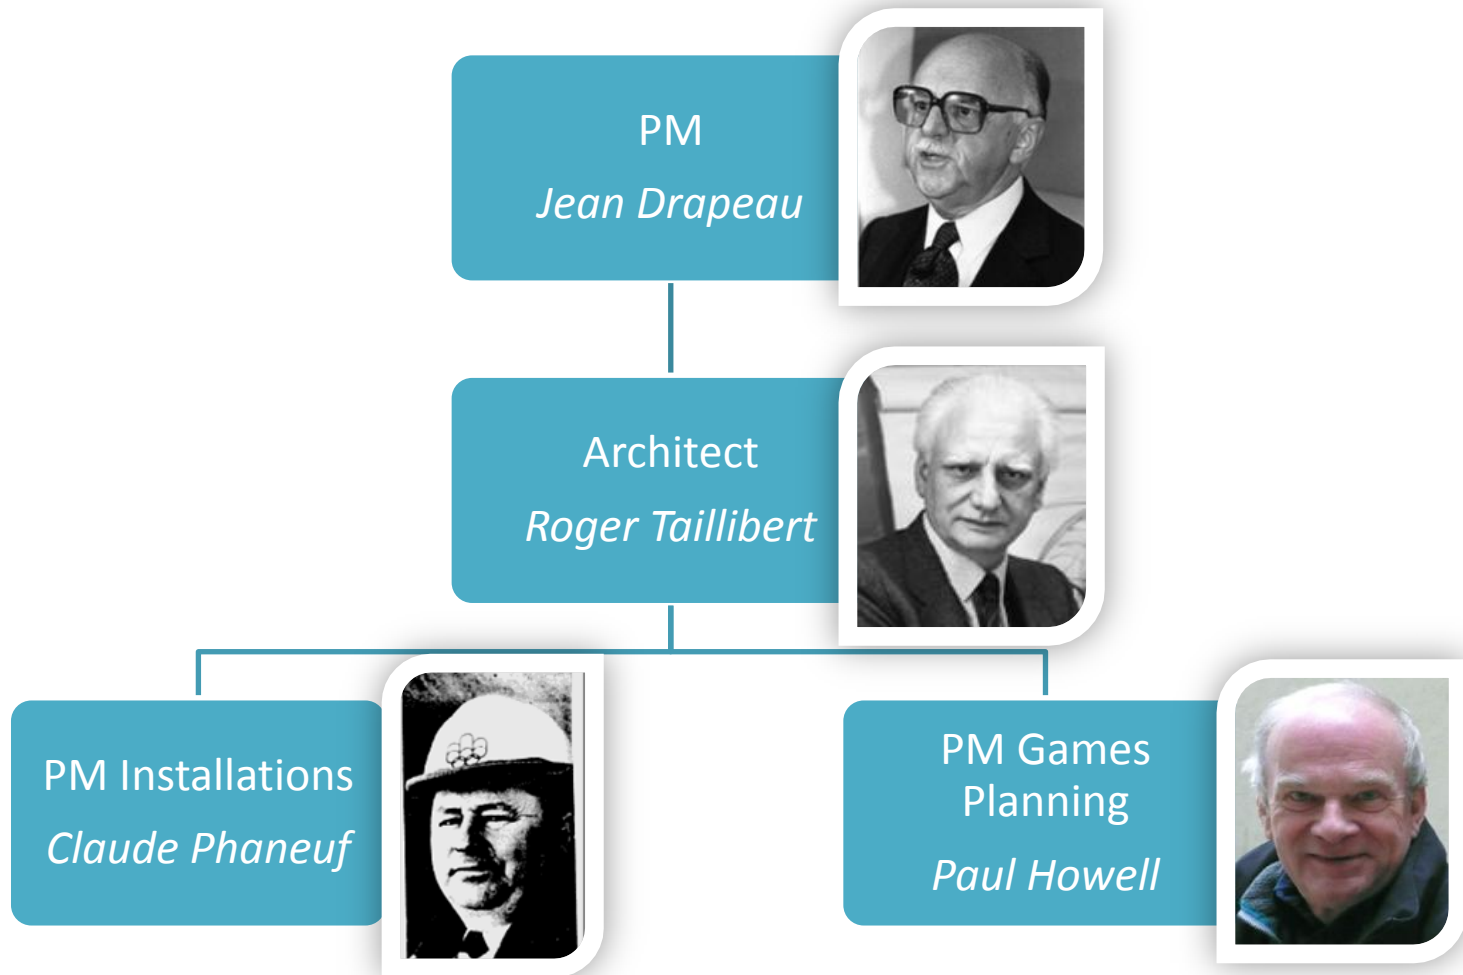 PM
Jean Drapeau
Architect
Roger Taillibert
PM Installations
Claude Phaneuf
PM Games
Planning
Paul Howell